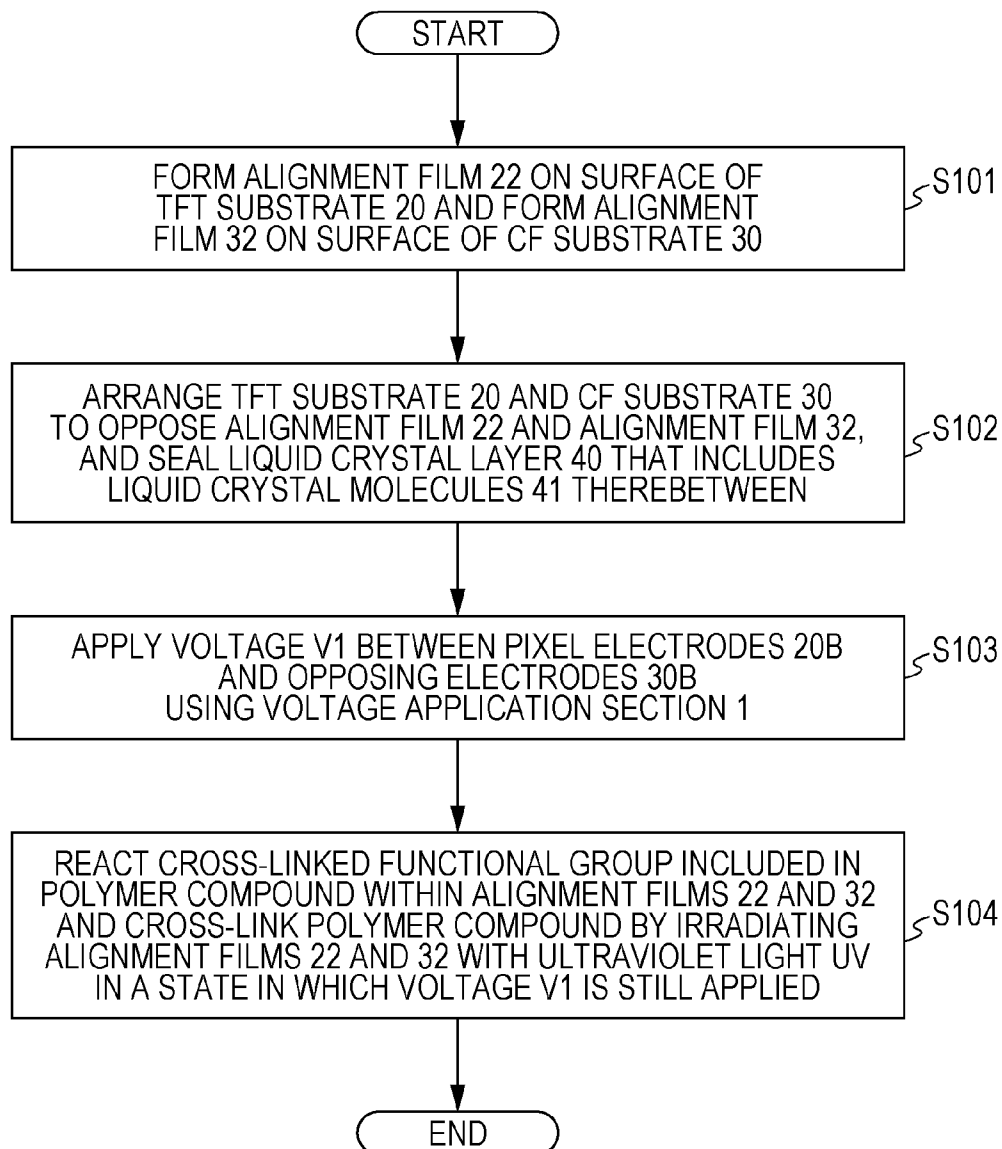 START
FORM ALIGNMENT FILM 22 ON SURFACE OF
TFT SUBSTRATE 20 AND FORM ALIGNMENT
FILM 32 ON SURFACE OF CF SUBSTRATE 30
S101
ARRANGE TFT SUBSTRATE 20 AND CF SUBSTRATE 30
TO OPPOSE ALIGNMENT FILM 22 AND ALIGNMENT FILM 32,
AND SEAL LIQUID CRYSTAL LAYER 40 THAT INCLUDES
LIQUID CRYSTAL MOLECULES 41 THEREBETWEEN
S102
APPLY VOLTAGE V1 BETWEEN PIXEL ELECTRODES 20B
AND OPPOSING ELECTRODES 30B
USING VOLTAGE APPLICATION SECTION 1
S103
REACT CROSS-LINKED FUNCTIONAL GROUP INCLUDED IN
POLYMER COMPOUND WITHIN ALIGNMENT FILMS 22 AND 32
AND CROSS-LINK POLYMER COMPOUND BY IRRADIATING
ALIGNMENT FILMS 22 AND 32 WITH ULTRAVIOLET LIGHT UV
IN A STATE IN WHICH VOLTAGE V1 IS STILL APPLIED
S104
END